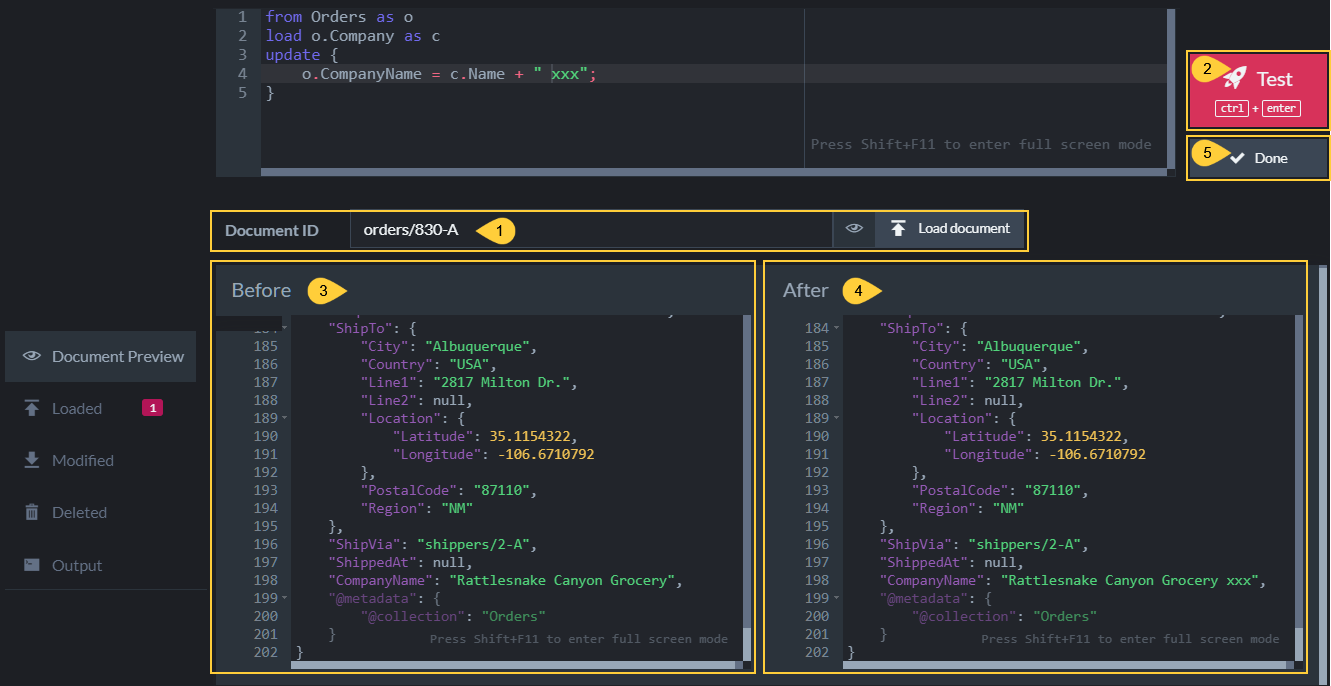 1 from Orders as o
2 load o.Company as c
3 update {
4 o.CompanyName = c.Name + " xxx";
5 }
Press Shift+F11 to enter full screen mode
2 Test
ctrl + enter
5 Done
Document ID orders/830-A 1 Load document
Document Preview
Loaded 1
Modified
Deleted
Output
Before 3
"ShipTo": {
185 "City": "Albuquerque",
186 "Country": "USA",
187 "Line1": "2817 Milton Dr.",
188 "Line2": null,
189 "Location": {
190 "Latitude": 35.1154322,
191 "Longitude": -106.6710792
192 },
193 "PostalCode": "87110",
194 "Region": "NM"
195 },
196 "ShipVia": "shippers/2-A",
197 "ShippedAt": null,
198 "CompanyName": "Rattlesnake Canyon Grocery",
199 "@metadata": {
200 "@collection": "Orders"
201 }
Press Shift+F11 to enter full screen mode
202 }
After 4
184 "ShipTo": {
185 "City": "Albuquerque",
186 "Country": "USA",
187 "Line1": "2817 Milton Dr.",
188 "Line2": null,
189 "Location": {
190 "Latitude": 35.1154322,
191 "Longitude": -106.6710792
192 },
193 "PostalCode": "87110",
194 "Region": "NM"
195 },
196 "ShipVia": "shippers/2-A",
197 "ShippedAt": null,
198 "CompanyName": "Rattlesnake Canyon Grocery xxx",
199 "@metadata": {
200 "@collection": "Orders"
201 }
Press Shift+F11 to enter full screen mode
202 }